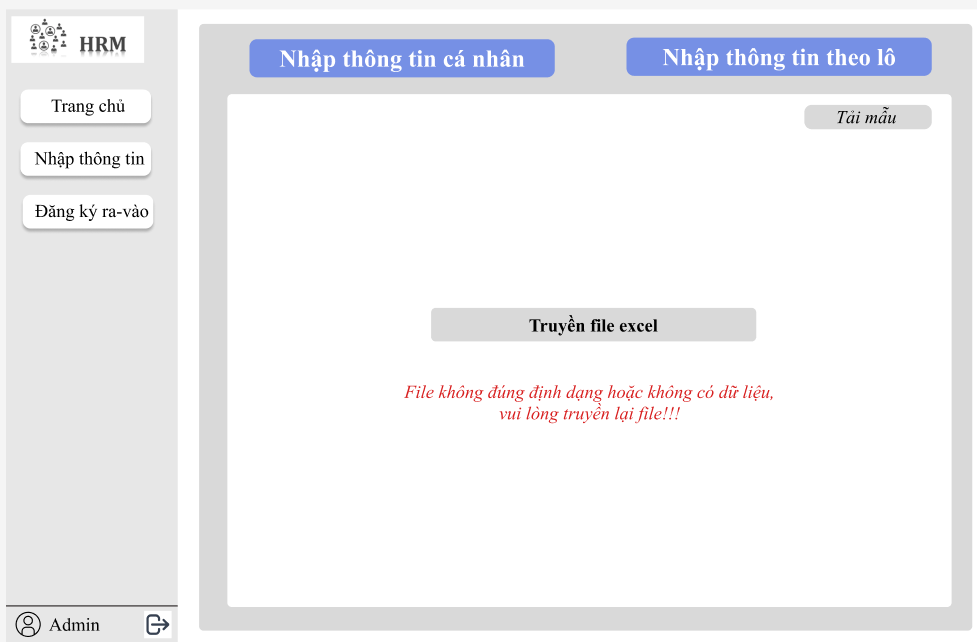 HRM
Trang chủ
Nhập thông tin
Đăng ký ra-vào
Admin
Nhập thông tin cá nhân
Nhập thông tin theo lô
Tải mẫu
Truyền file excel
File không đúng định dạng hoặc không có dữ liệu,
vui lòng truyền lại file!!!